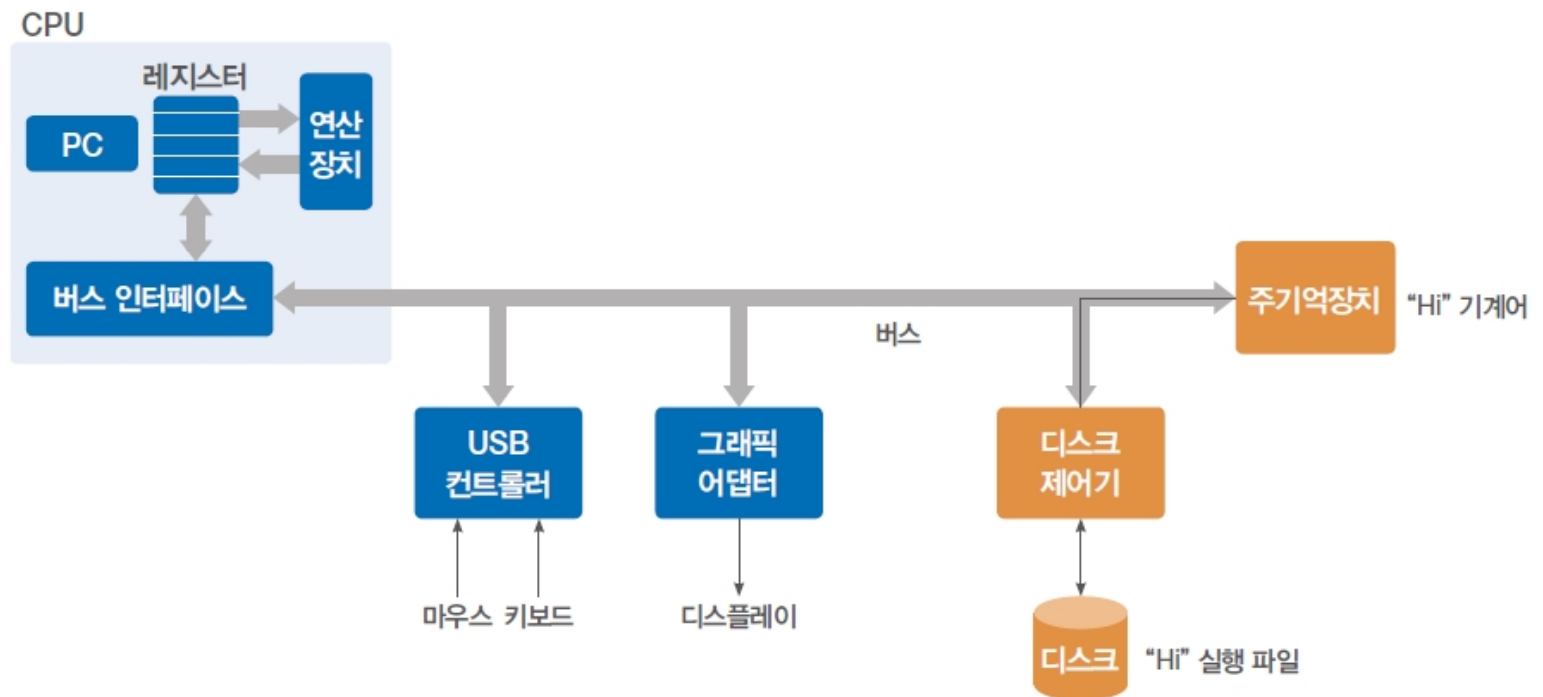 CPU
레지스터
PC
연산
장치
버스 인터페이스
주기억장치
“Hi” 기계어
버스
USB
컨트롤러
그래픽
어댑터
디스크
제어기
마우스 키보드
디스플레이
디스크
“Hi” 실행 파일